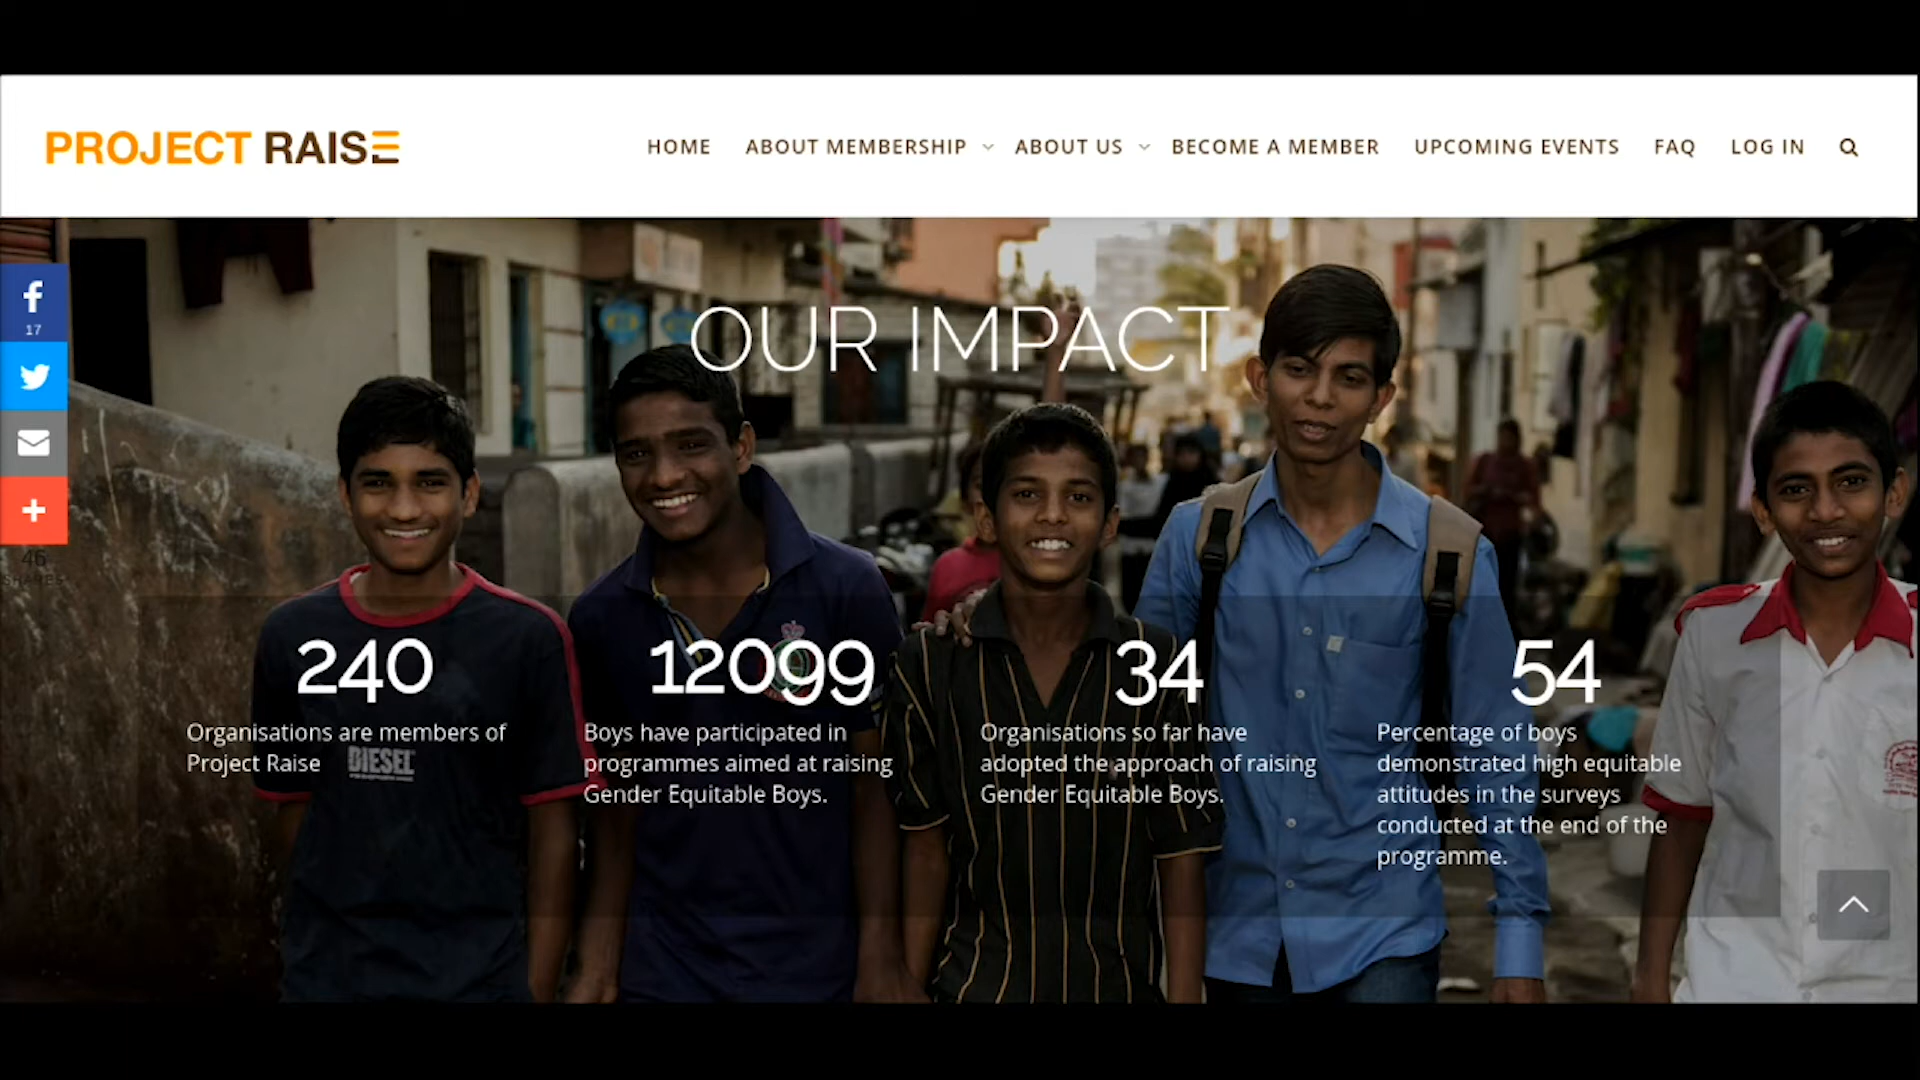 PROJECT RAISE
HOME ABOUT MEMBERSHIP ABOUT US BECOME A MEMBER UPCOMING EVENTS FAQ LOG IN
17
46
SHARES
OUR IMPACT
240
Organisations are members of
Project Raise
DIESEL
12099
Boys have participated in
programmes aimed at raising
Gender Equitable Boys.
34
Organisations so far have
adopted the approach of raising
Gender Equitable Boys.
54
Percentage of boys
demonstrated high equitable
attitudes in the surveys
conducted at the end of the
programme.